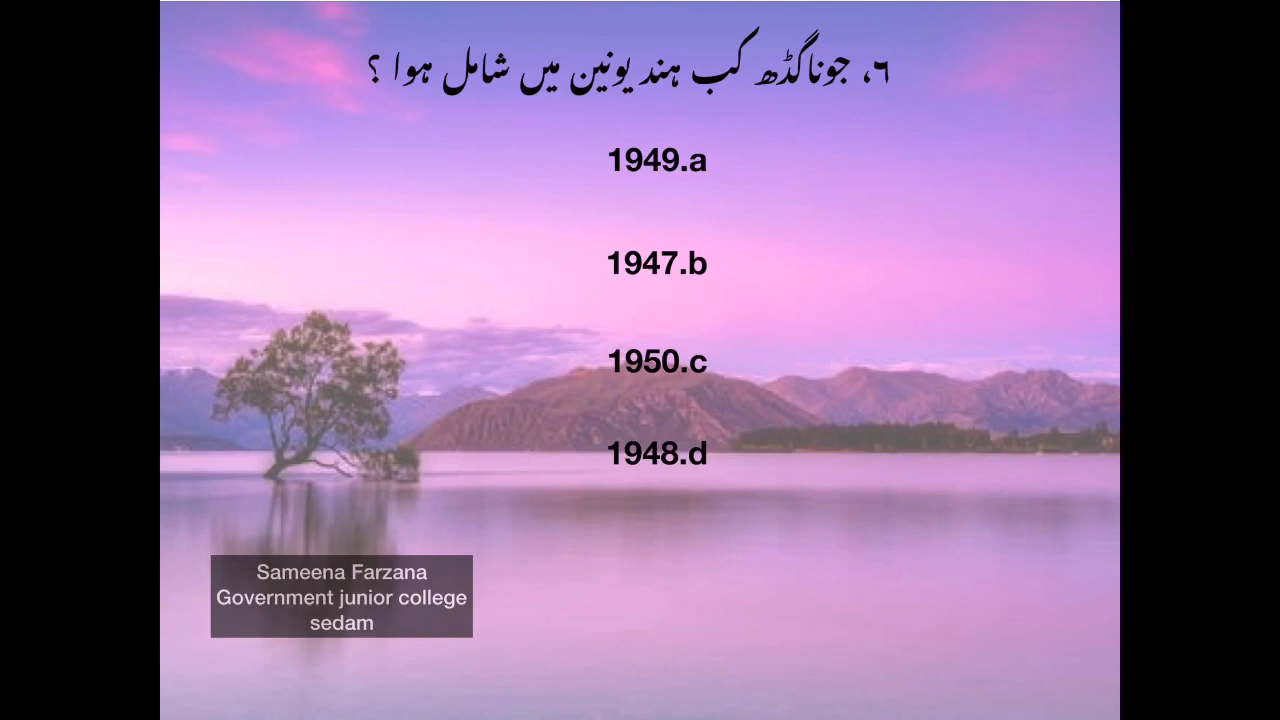 ٦، جوناگڈھ کب ہند یونین میں شامل ہوا ؟
1949.a
1947.b
1950.c
1948.d
Sameena Farzana
Government junior college
sedam